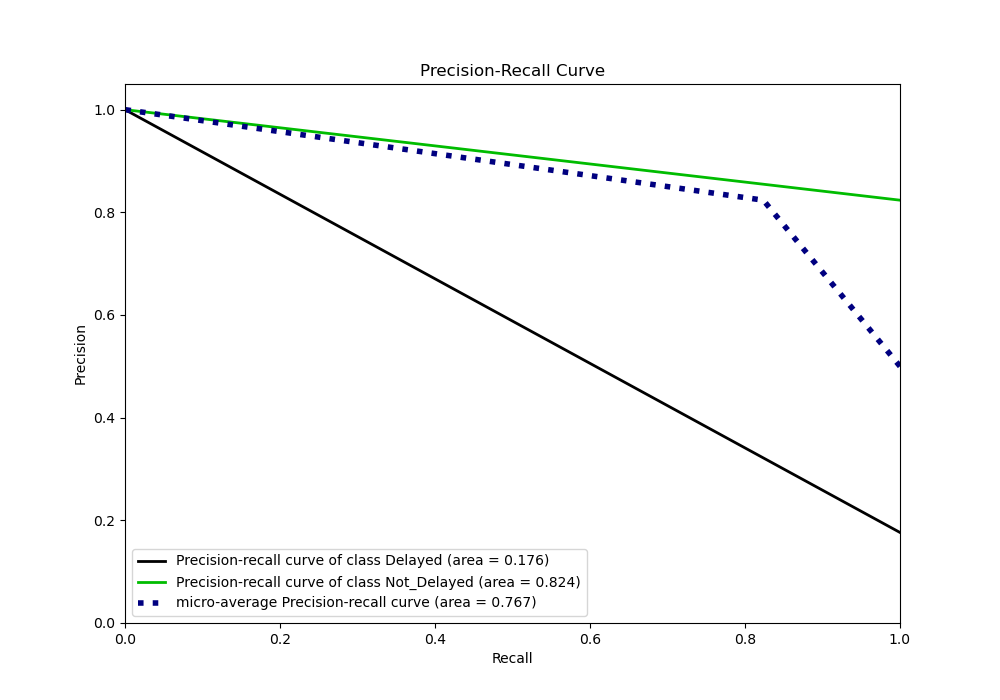 Precision-Recall Curve
1.0
0.8
0.6
0.4
0.2
0.0
Precision
Precision-recall curve of class Delayed (area = 0.176)
Precision-recall curve of class Not_Delayed (area = 0.824)
micro-average Precision-recall curve (area = 0.767)
0.0 0.2 0.4 0.6 0.8 1.0
Recall